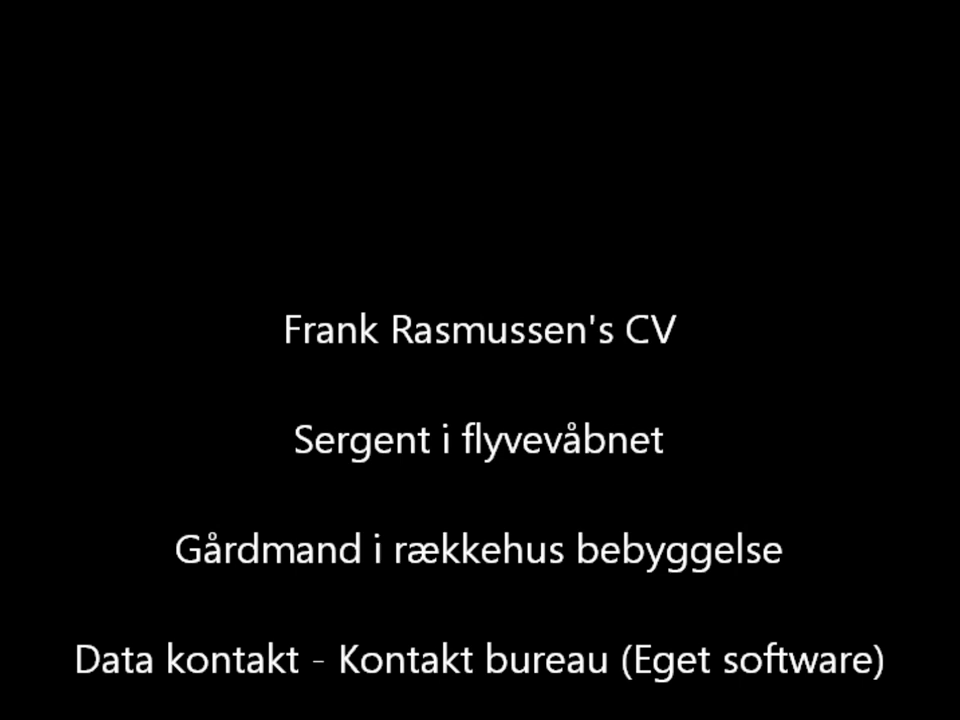 Frank Rasmussen's CV
Sergent i flyvevåbnet
Gårdmand i rækkehus bebyggelse
Data kontakt - Kontakt bureau (Eget software)